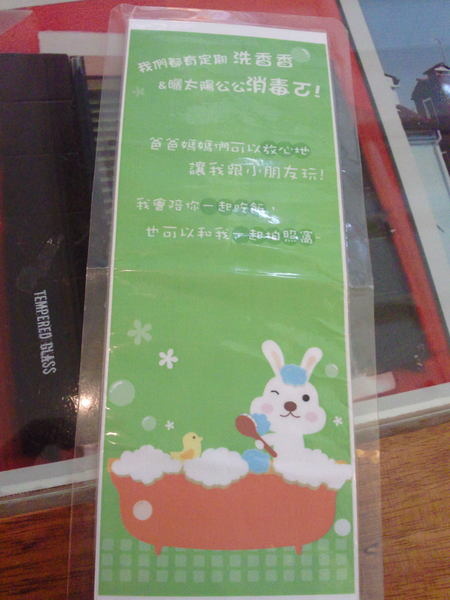 我們都有定期 洗香香
&曬太陽公公消毒ㄛ!
爸爸媽媽們可以放心地
讓我跟小朋友玩!
我會陪你一起吃飯,
也可以和我一起拍照窩~
TEMPERED GLASS